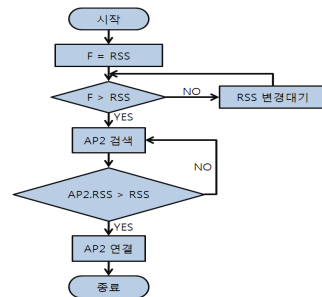 시작
F = RSS
F > RSS
NO
RSS 변경대기
YES
AP2 검색
NO
AP2.RSS > RSS
YES
AP2 연결
종료